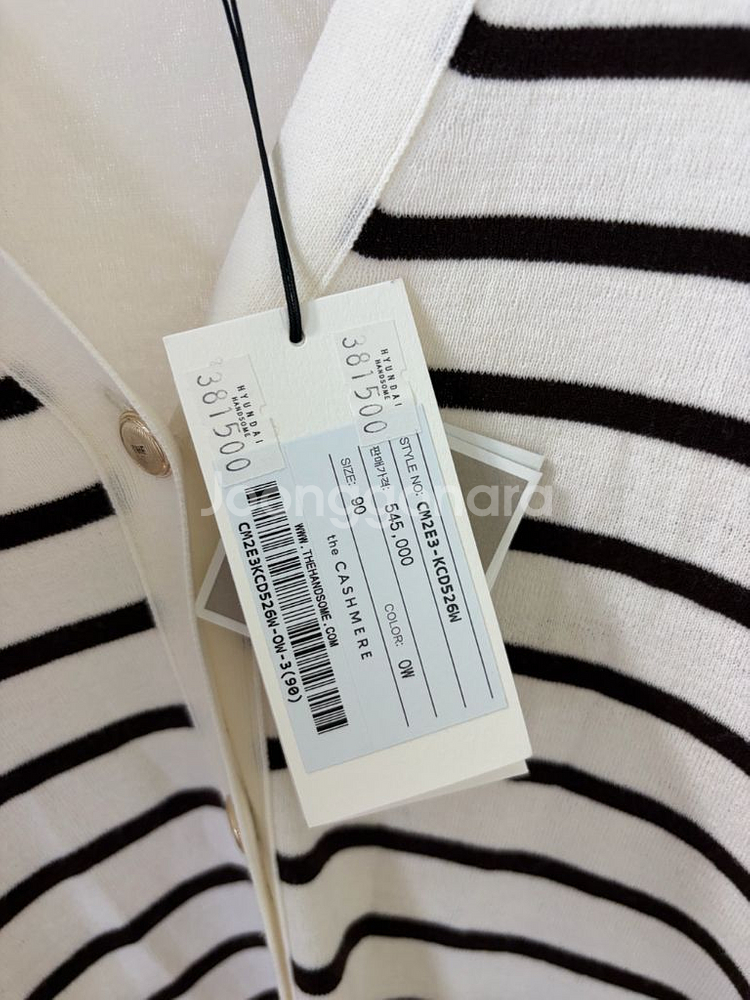 HYUNDAI
HANDSOME
381500
HYUNDAI
HANDSOME
381500
STYLE NO: CM2E3-KCD526W
판매가격: 545,000
COLOR: OW
SIZE: 90
the CASHMERE
WWW.THEHANDSOME.COM
CM2E3KCD526W-OW-3(90)
Joonggonara